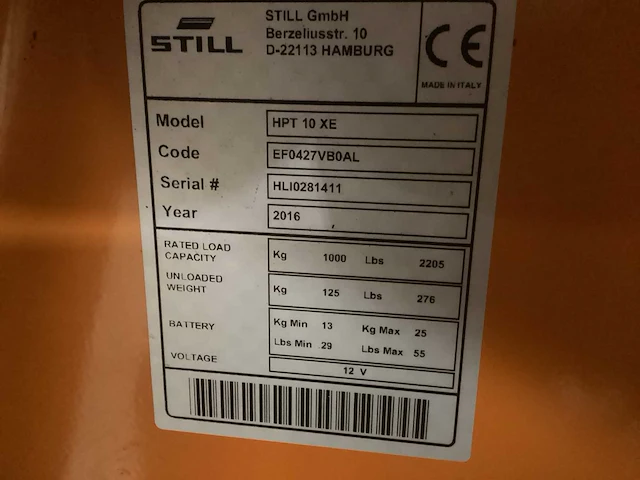 STILL
STILL GmbH
Berzeliusstr. 10
D-22113 HAMBURG
CE
MADE IN ITALY
Model HPT 10 XE
Code EF0427VB0AL
Serial # HLI0281411
Year 2016
RATED LOAD CAPACITY Kg 1000 Lbs 2205
UNLOADED WEIGHT Kg 125 Lbs 276
BATTERY Kg Min 13 Kg Max 25
Lbs Min 29 Lbs Max 55
VOLTAGE 12 V